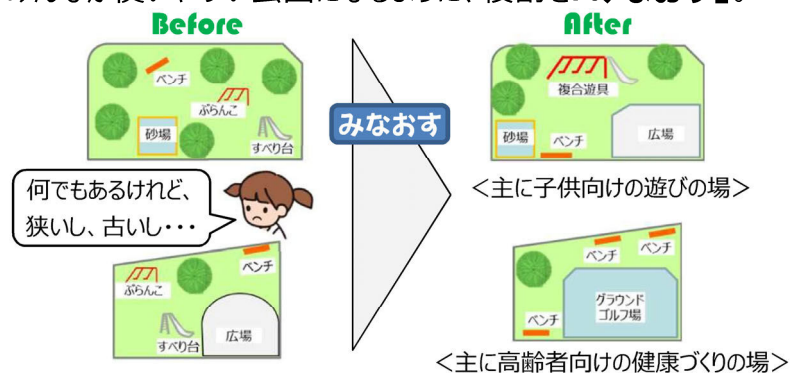 Before
After
ベンチ
ぶらんこ
砂場
すべり台
みなおす
複合遊具
砂場
ベンチ
広場
何でもあるけれど、
狭いし、古いし・・・
<主に子供向けの遊びの場>
ベンチ
ぶらんこ
すべり台
広場
ベンチ
ベンチ
グラウンド
ゴルフ場
ベンチ
<主に高齢者向けの健康づくりの場>